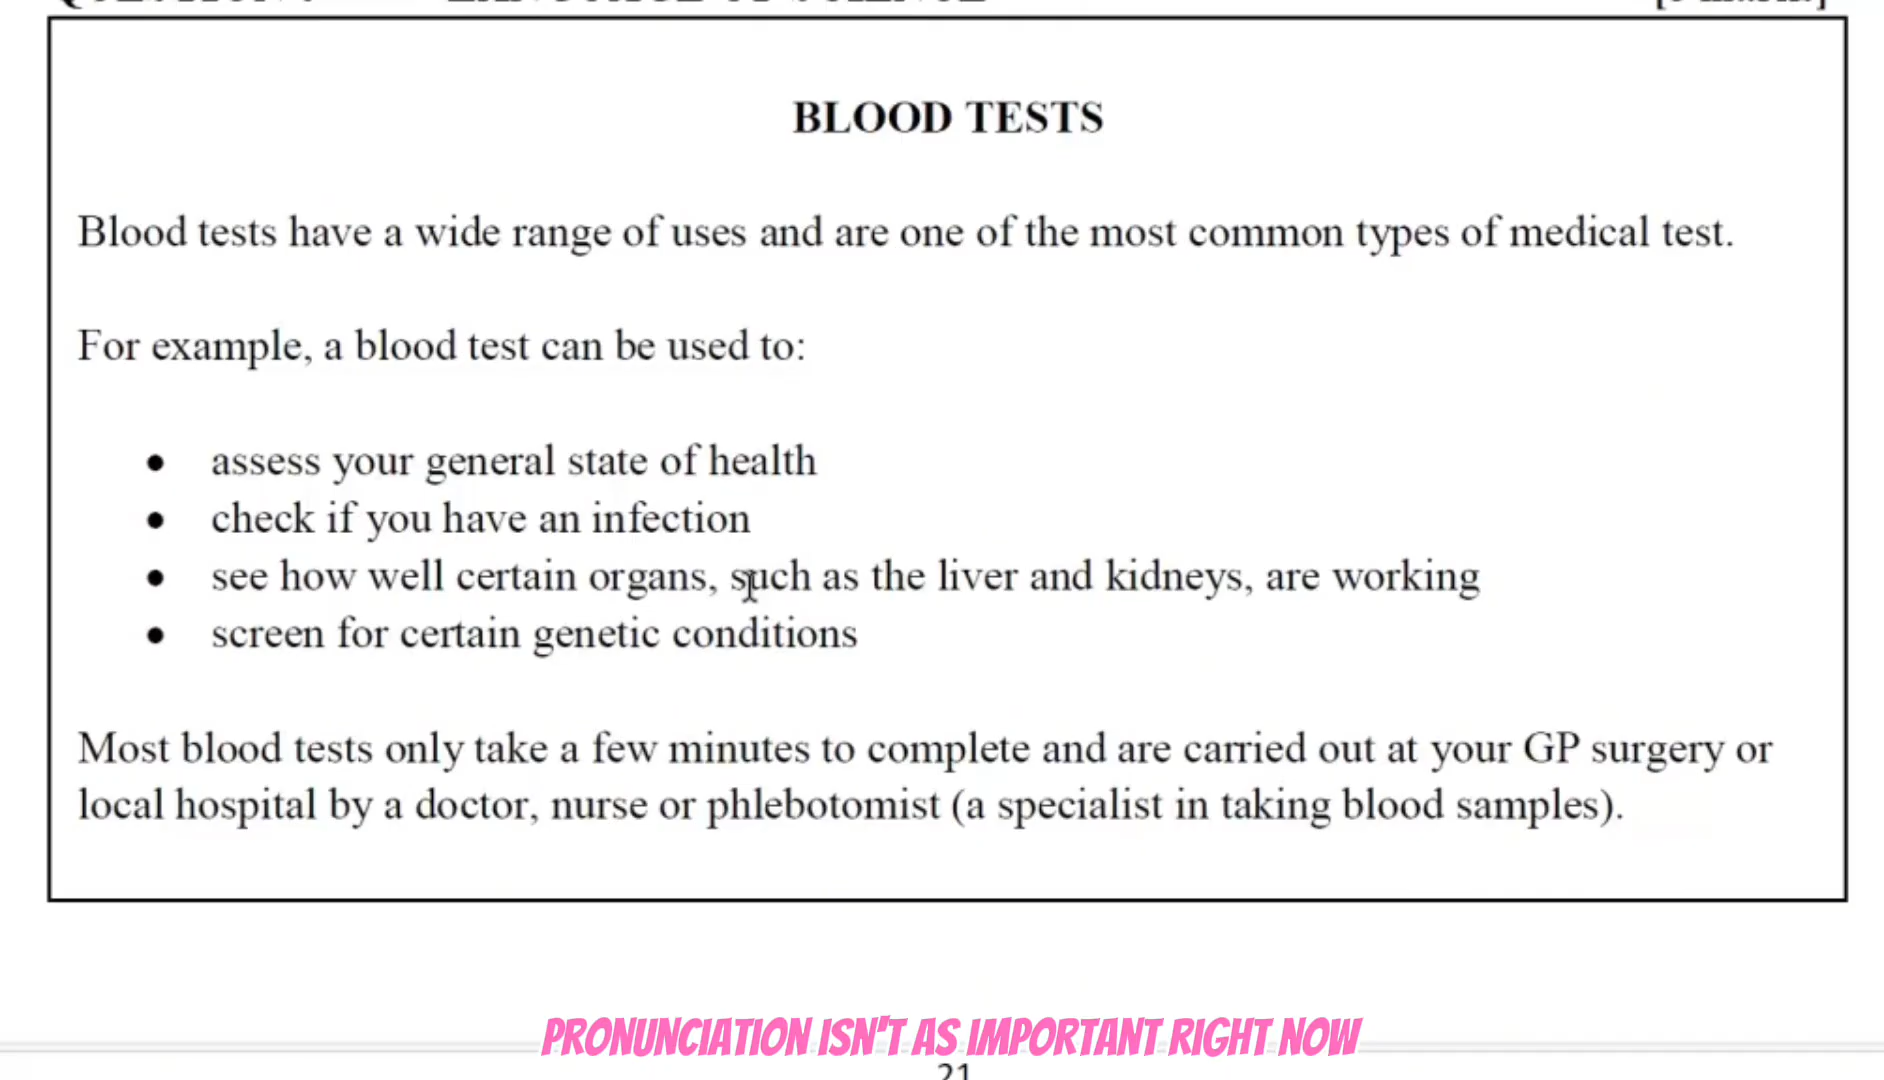 BLOOD TESTS
Blood tests have a wide range of uses and are one of the most common types of medical test.
For example, a blood test can be used to:
• assess your general state of health
• check if you have an infection
• see how well certain organs, such as the liver and kidneys, are working
• screen for certain genetic conditions
Most blood tests only take a few minutes to complete and are carried out at your GP surgery or
local hospital by a doctor, nurse or phlebotomist (a specialist in taking blood samples).
PRONUNCIATION ISN'T AS IMPORTANT RIGHT NOW
21